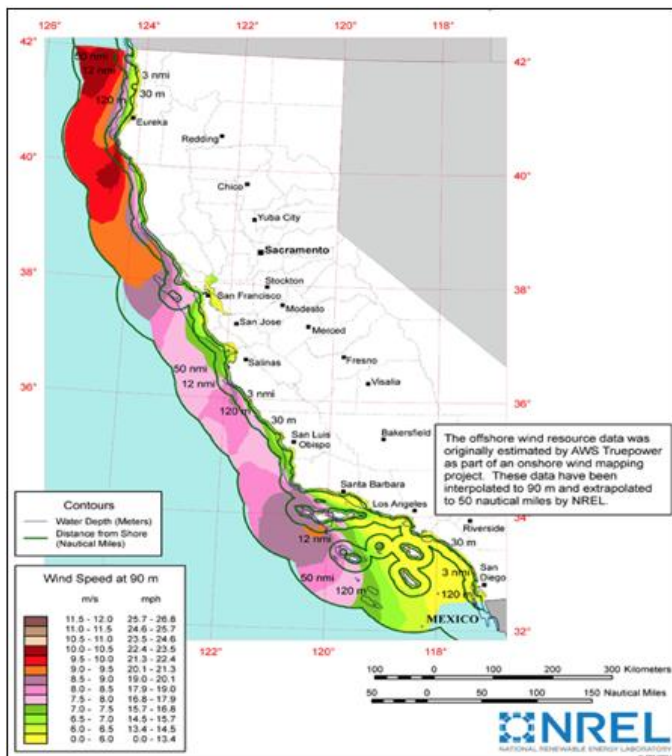 126° 124° 122° 120° 118°
42°
42°
50 nmi
12 nmi
3 nmi
120 m
30 m
Eureka
Redding
40°
40°
Chico
Yuba City
Sacramento
38°
38°
Stockton
San Francisco
Modesto
San Jose
Merced
Salinas
Fresno
50 nmi
12 nmi
3 nmi
Visalia
36°
36°
120 m
30 m
San Luis
Obispo
Bakersfield
The offshore wind resource data was
originally estimated by AWS Truepower
as part of an onshore wind mapping
project. These data have been
interpolated to 90 m and extrapolated
to 50 nautical miles by NREL.
Santa Barbara
Los Angeles
34°
34°
Riverside
12 nmi
30 m
50 nmi
3 nmi
San
Diego
120 m
120 m
MEXICO
32°
32°
122° 120° 118°
Contours
Water Depth (Meters)
Distance from Shore
(Nautical Miles)
Wind Speed at 90 m
m/s mph
11.5 - 12.0 25.7 - 26.8
11.0 - 11.5 24.6 - 25.7
10.5 - 11.0 23.5 - 24.6
10.0 - 10.5 22.4 - 23.5
9.5 - 10.0 21.3 - 22.4
9.0 - 9.5 20.1 - 21.3
8.5 - 9.0 19.0 - 20.1
8.0 - 8.5 17.9 - 19.0
7.5 - 8.0 16.8 - 17.9
7.0 - 7.5 15.7 - 16.8
6.5 - 7.0 14.5 - 15.7
6.0 - 6.5 13.4 - 14.5
0.0 - 6.0 0.0 - 13.4
100 0 100 200 300 Kilometers
50 0 50 100 150 Nautical Miles
NREL
NATIONAL RENEWABLE ENERGY LABORATORY